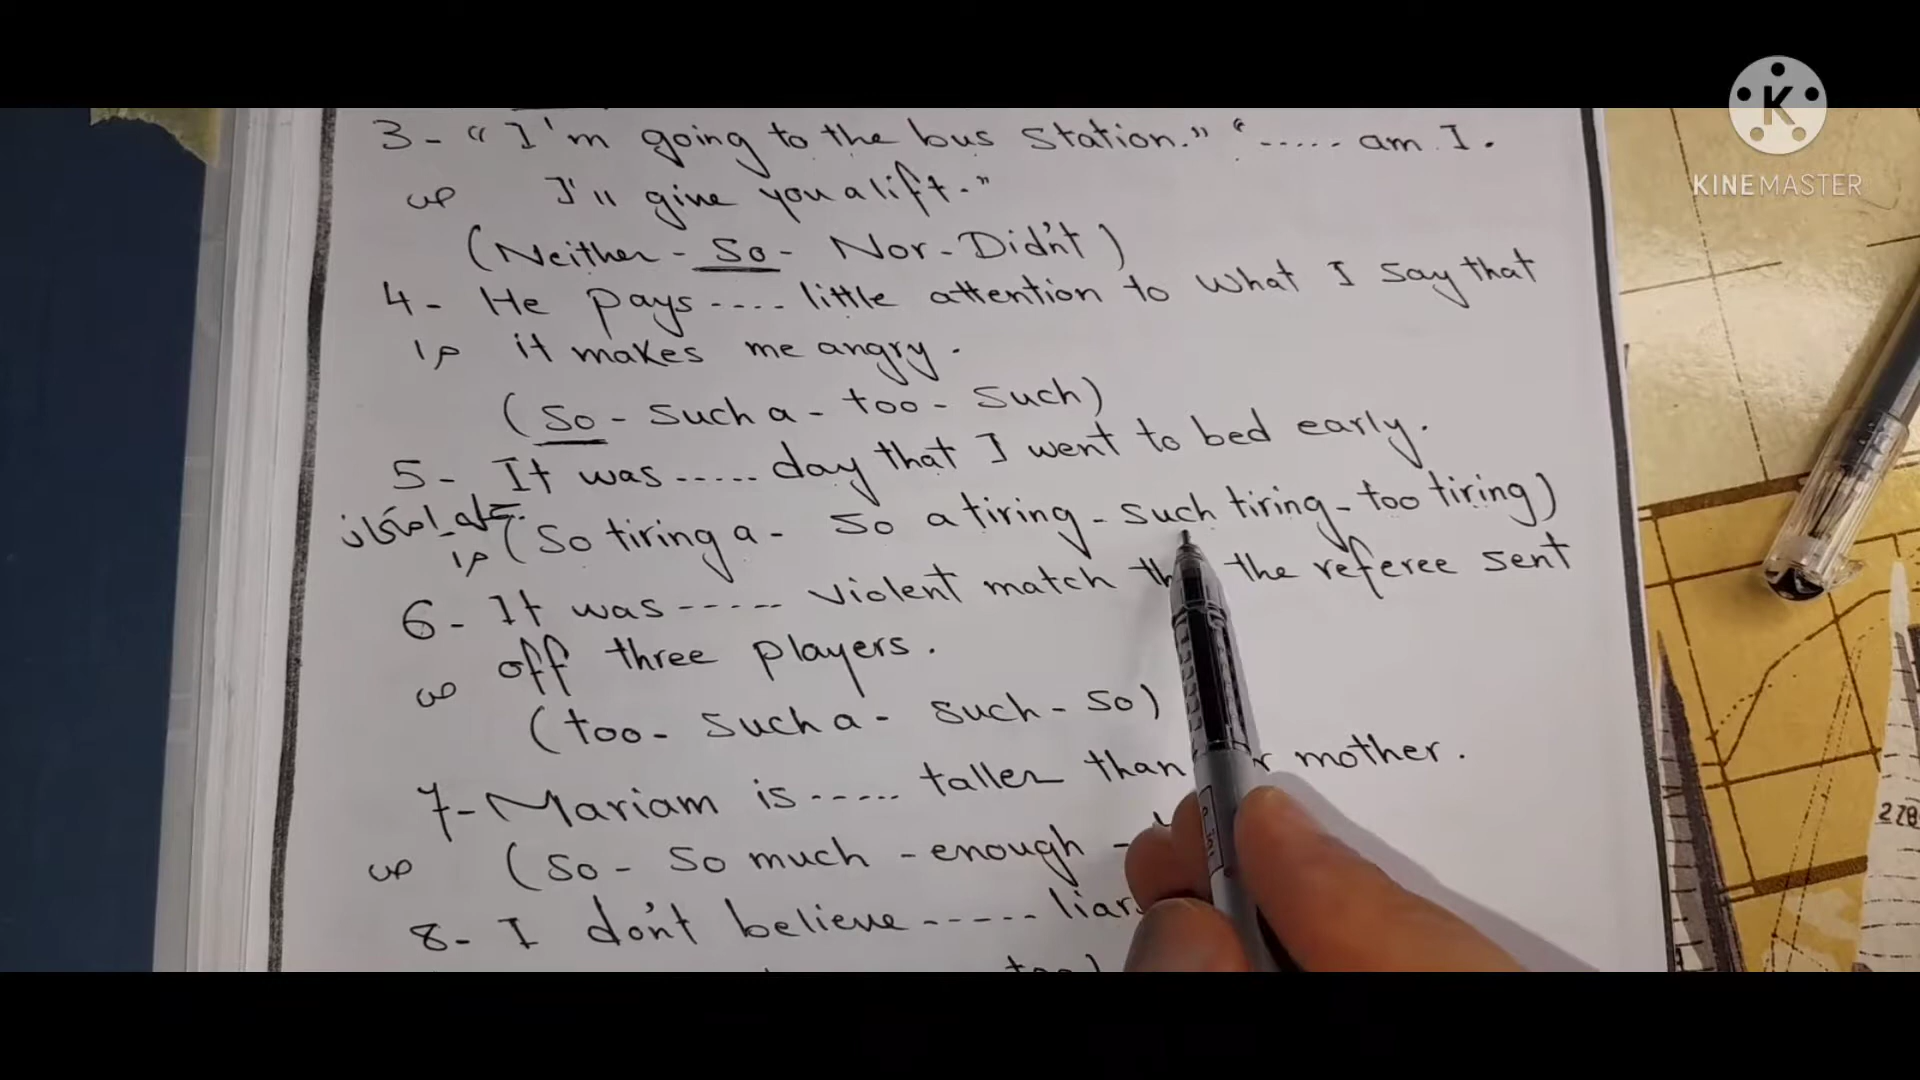 3- "I'm going to the bus station." " ..... am I.
ص I'll give you a lift."
(Neither - So - Nor - Didn't)
4- He pays .... little attention to what I say that
it makes me angry.
(so - such a - too - such)
5- It was ..... day that I went to bed early.
(So tiring a - so a tiring - such tiring - too tiring)
6- It was ..... violent match the referee sent
off three players.
ص
(too - such a - such - so)
7- Mariam is ..... taller than mother.
ص (so - so much - enough -
8- I don't believe ..... liar
too)
KINEMASTER
278